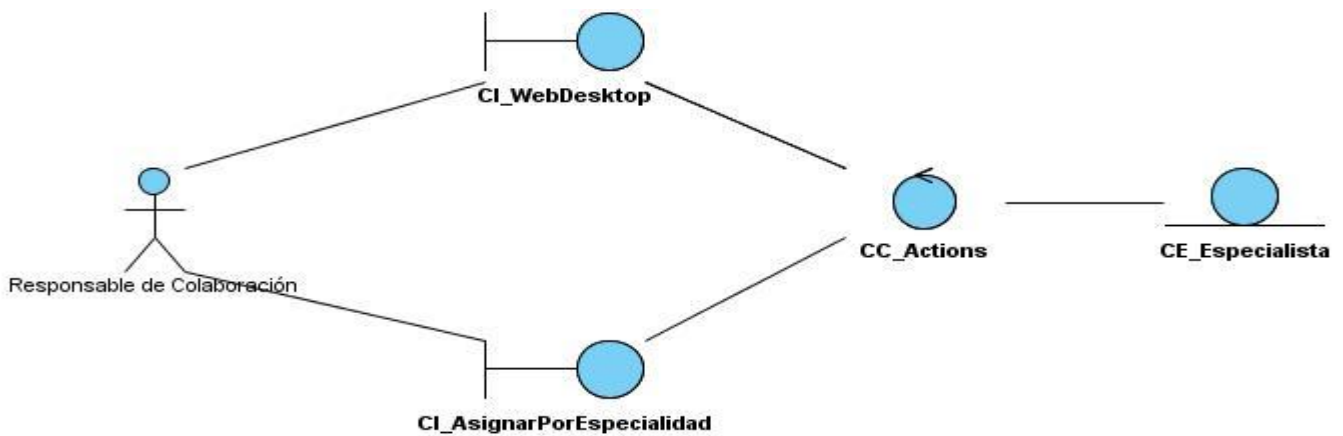 CI_WebDesktop
Responsable de Colaboración
CC_Actions
CE_Especialista
CI_AsignarPorEspecialidad